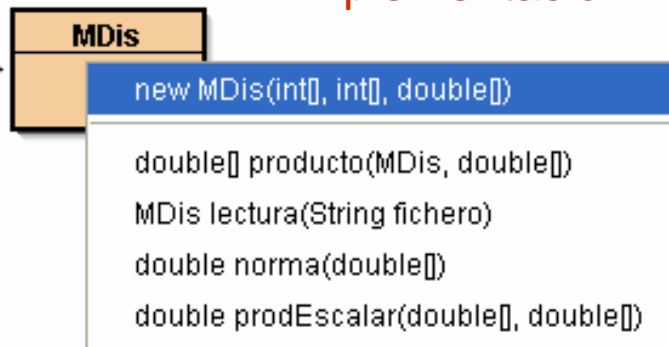 MDis
new MDis(int[], int[], double[])
double[] producto(MDis, double[])
MDis lectura(String fichero)
double norma(double[])
double prodEscalar(double[], double[])